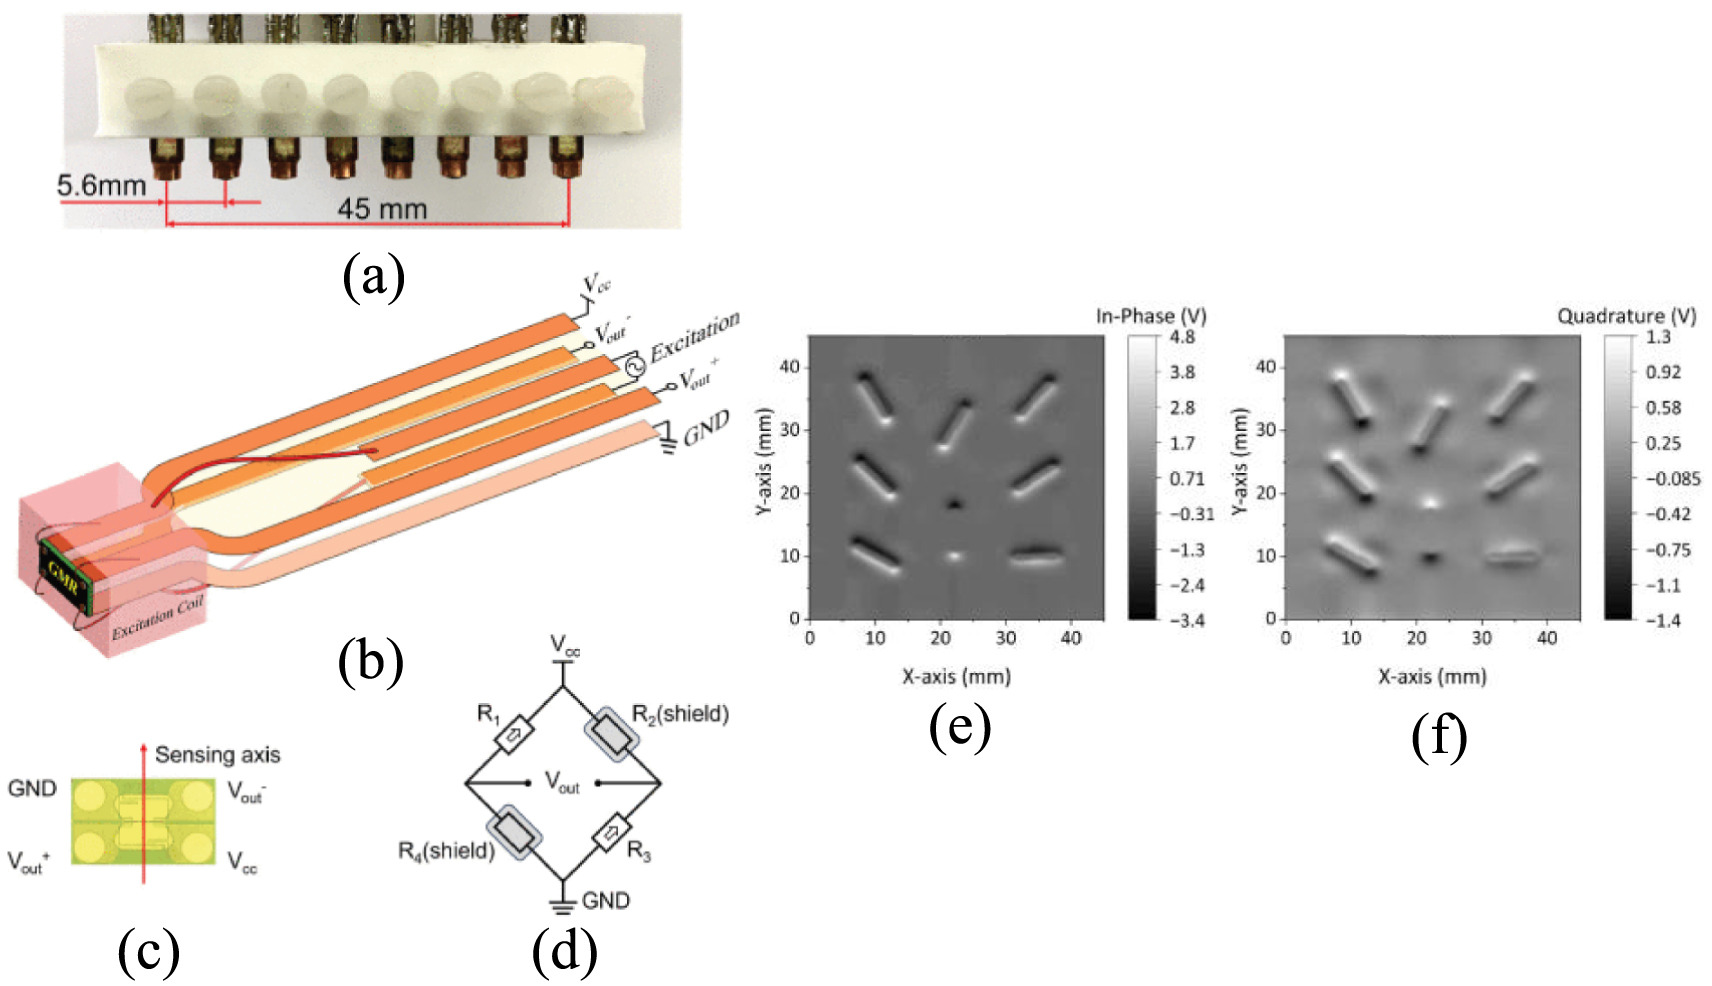 5.6mm
45 mm
(a)
Vcc
Vout-
Excitation
Vout+
GND
GMR
Excitation Coil
(b)
Sensing axis
GND
Vout-
Vout+
Vcc
(c)
Vcc
R1
R2(shield)
Vout
R4(shield)
R3
GND
(d)
In-Phase (V)
4.8
3.8
2.8
1.7
0.71
−0.31
−1.3
−2.4
−3.4
Y-axis (mm)
40
30
20
10
0
0 10 20 30 40
X-axis (mm)
(e)
Quadrature (V)
1.3
0.92
0.58
0.25
−0.085
−0.42
−0.75
−1.1
−1.4
Y-axis (mm)
40
30
20
10
0
0 10 20 30 40
X-axis (mm)
(f)